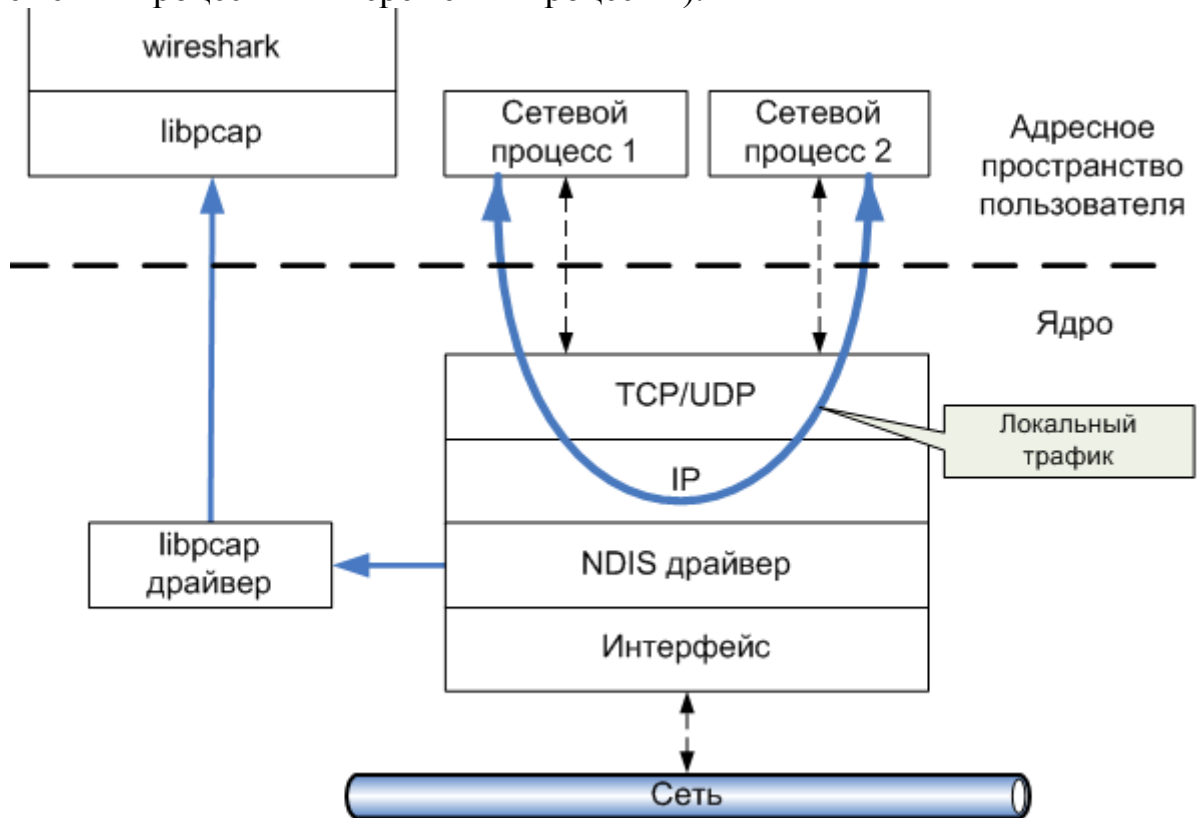 wireshark
libpcap
Сетевой
процесс 1
Сетевой
процесс 2
Адресное
пространство
пользователя
Ядро
TCP/UDP
Локальный
трафик
IP
libpcap
драйвер
NDIS драйвер
Интерфейс
Сеть